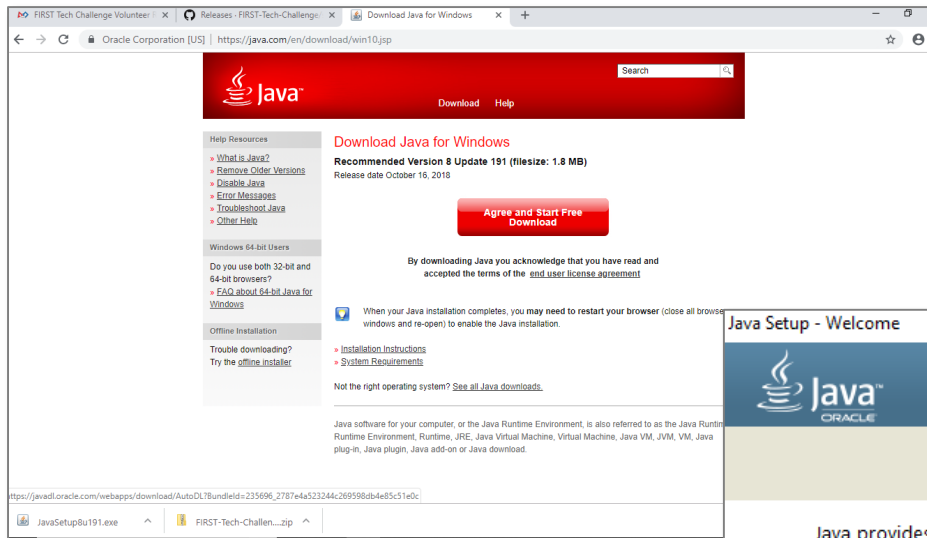 FIRST Tech Challenge Volunteer
Releases · FIRST-Tech-Challenge/
Download Java for Windows
Oracle Corporation [US] | https://java.com/en/download/win10.jsp
Search
Java™
Download Help
Help Resources
» What is Java?
» Remove Older Versions
» Disable Java
» Error Messages
» Troubleshoot Java
» Other Help
Windows 64-bit Users
Do you use both 32-bit and
64-bit browsers?
» FAQ about 64-bit Java for
Windows
Offline Installation
Trouble downloading?
Try the offline installer
Download Java for Windows
Recommended Version 8 Update 191 (filesize: 1.8 MB)
Release date October 16, 2018
Agree and Start Free
Download
By downloading Java you acknowledge that you have read and
accepted the terms of the end user license agreement
When your Java installation completes, you may need to restart your browser (close all browse
windows and re-open) to enable the Java installation.
» Installation Instructions
» System Requirements
Not the right operating system? See all Java downloads.
Java software for your computer, or the Java Runtime Environment, is also referred to as the Java Runtim
Runtime Environment, Runtime, JRE, Java Virtual Machine, Virtual Machine, Java VM, JVM, VM, Java
plug-in, Java plugin, Java add-on or Java download.
Java Setup - Welcome
Java™
ORACLE
Java provides
ttps://javadl.oracle.com/webapps/download/AutoDL?BundleId=235696_2787e4a523244c269598db4e85c51e0c
JavaSetup8u191.exe
FIRST-Tech-Challen....zip